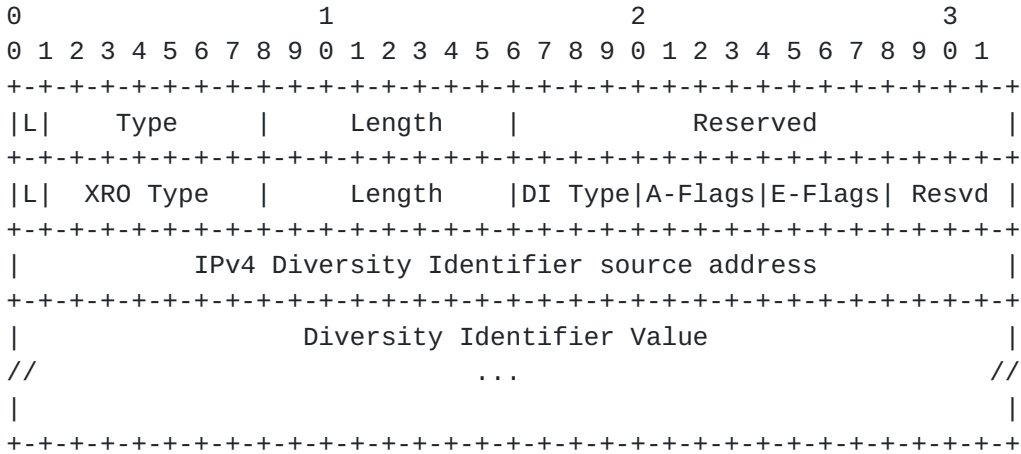 0                   1                   2                   3
0 1 2 3 4 5 6 7 8 9 0 1 2 3 4 5 6 7 8 9 0 1 2 3 4 5 6 7 8 9 0 1
+-+-+-+-+-+-+-+-+-+-+-+-+-+-+-+-+-+-+-+-+-+-+-+-+-+-+-+-+-+-+-+-+
|L|    Type     |     Length    |           Reserved            |
+-+-+-+-+-+-+-+-+-+-+-+-+-+-+-+-+-+-+-+-+-+-+-+-+-+-+-+-+-+-+-+-+
|L|  XRO Type   |     Length    |DI Type|A-Flags|E-Flags| Resvd |
+-+-+-+-+-+-+-+-+-+-+-+-+-+-+-+-+-+-+-+-+-+-+-+-+-+-+-+-+-+-+-+-+
|           IPv4 Diversity Identifier source address            |
+-+-+-+-+-+-+-+-+-+-+-+-+-+-+-+-+-+-+-+-+-+-+-+-+-+-+-+-+-+-+-+-+
|                  Diversity Identifier Value                   |
//                            ...                              //
|                                                               |
+-+-+-+-+-+-+-+-+-+-+-+-+-+-+-+-+-+-+-+-+-+-+-+-+-+-+-+-+-+-+-+-+